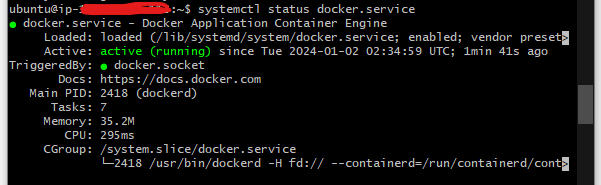 ubuntu@ip-:~$ systemctl status docker.service
● docker.service - Docker Application Container Engine
Loaded: loaded (/lib/systemd/system/docker.service; enabled; vendor preset>
Active: active (running) since Tue 2024-01-02 02:34:59 UTC; 1min 41s ago
TriggeredBy: ● docker.socket
Docs: https://docs.docker.com
Main PID: 2418 (dockerd)
Tasks: 7
Memory: 35.2M
CPU: 295ms
CGroup: /system.slice/docker.service
└─2418 /usr/bin/dockerd -H fd:// --containerd=/run/containerd/cont>